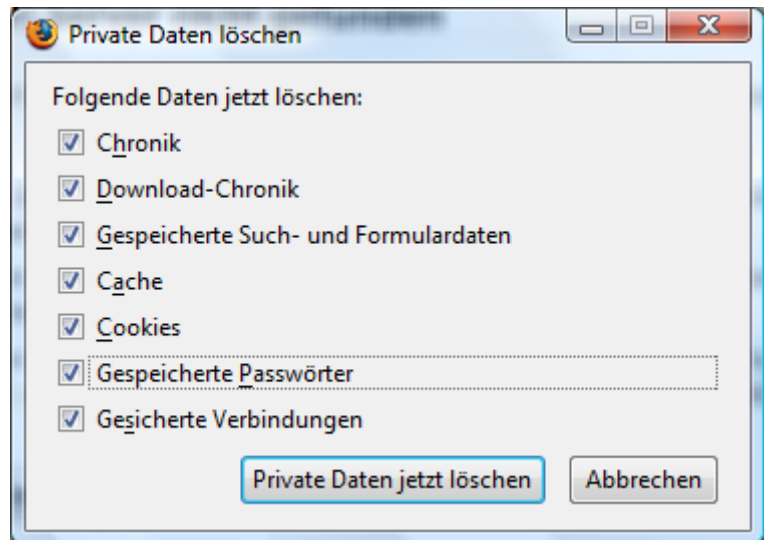 Private Daten löschen
Folgende Daten jetzt löschen:
Chronik
Download-Chronik
Gespeicherte Such- und Formulardaten
Cache
Cookies
Gespeicherte Passwörter
Gesicherte Verbindungen
Private Daten jetzt löschen Abbrechen